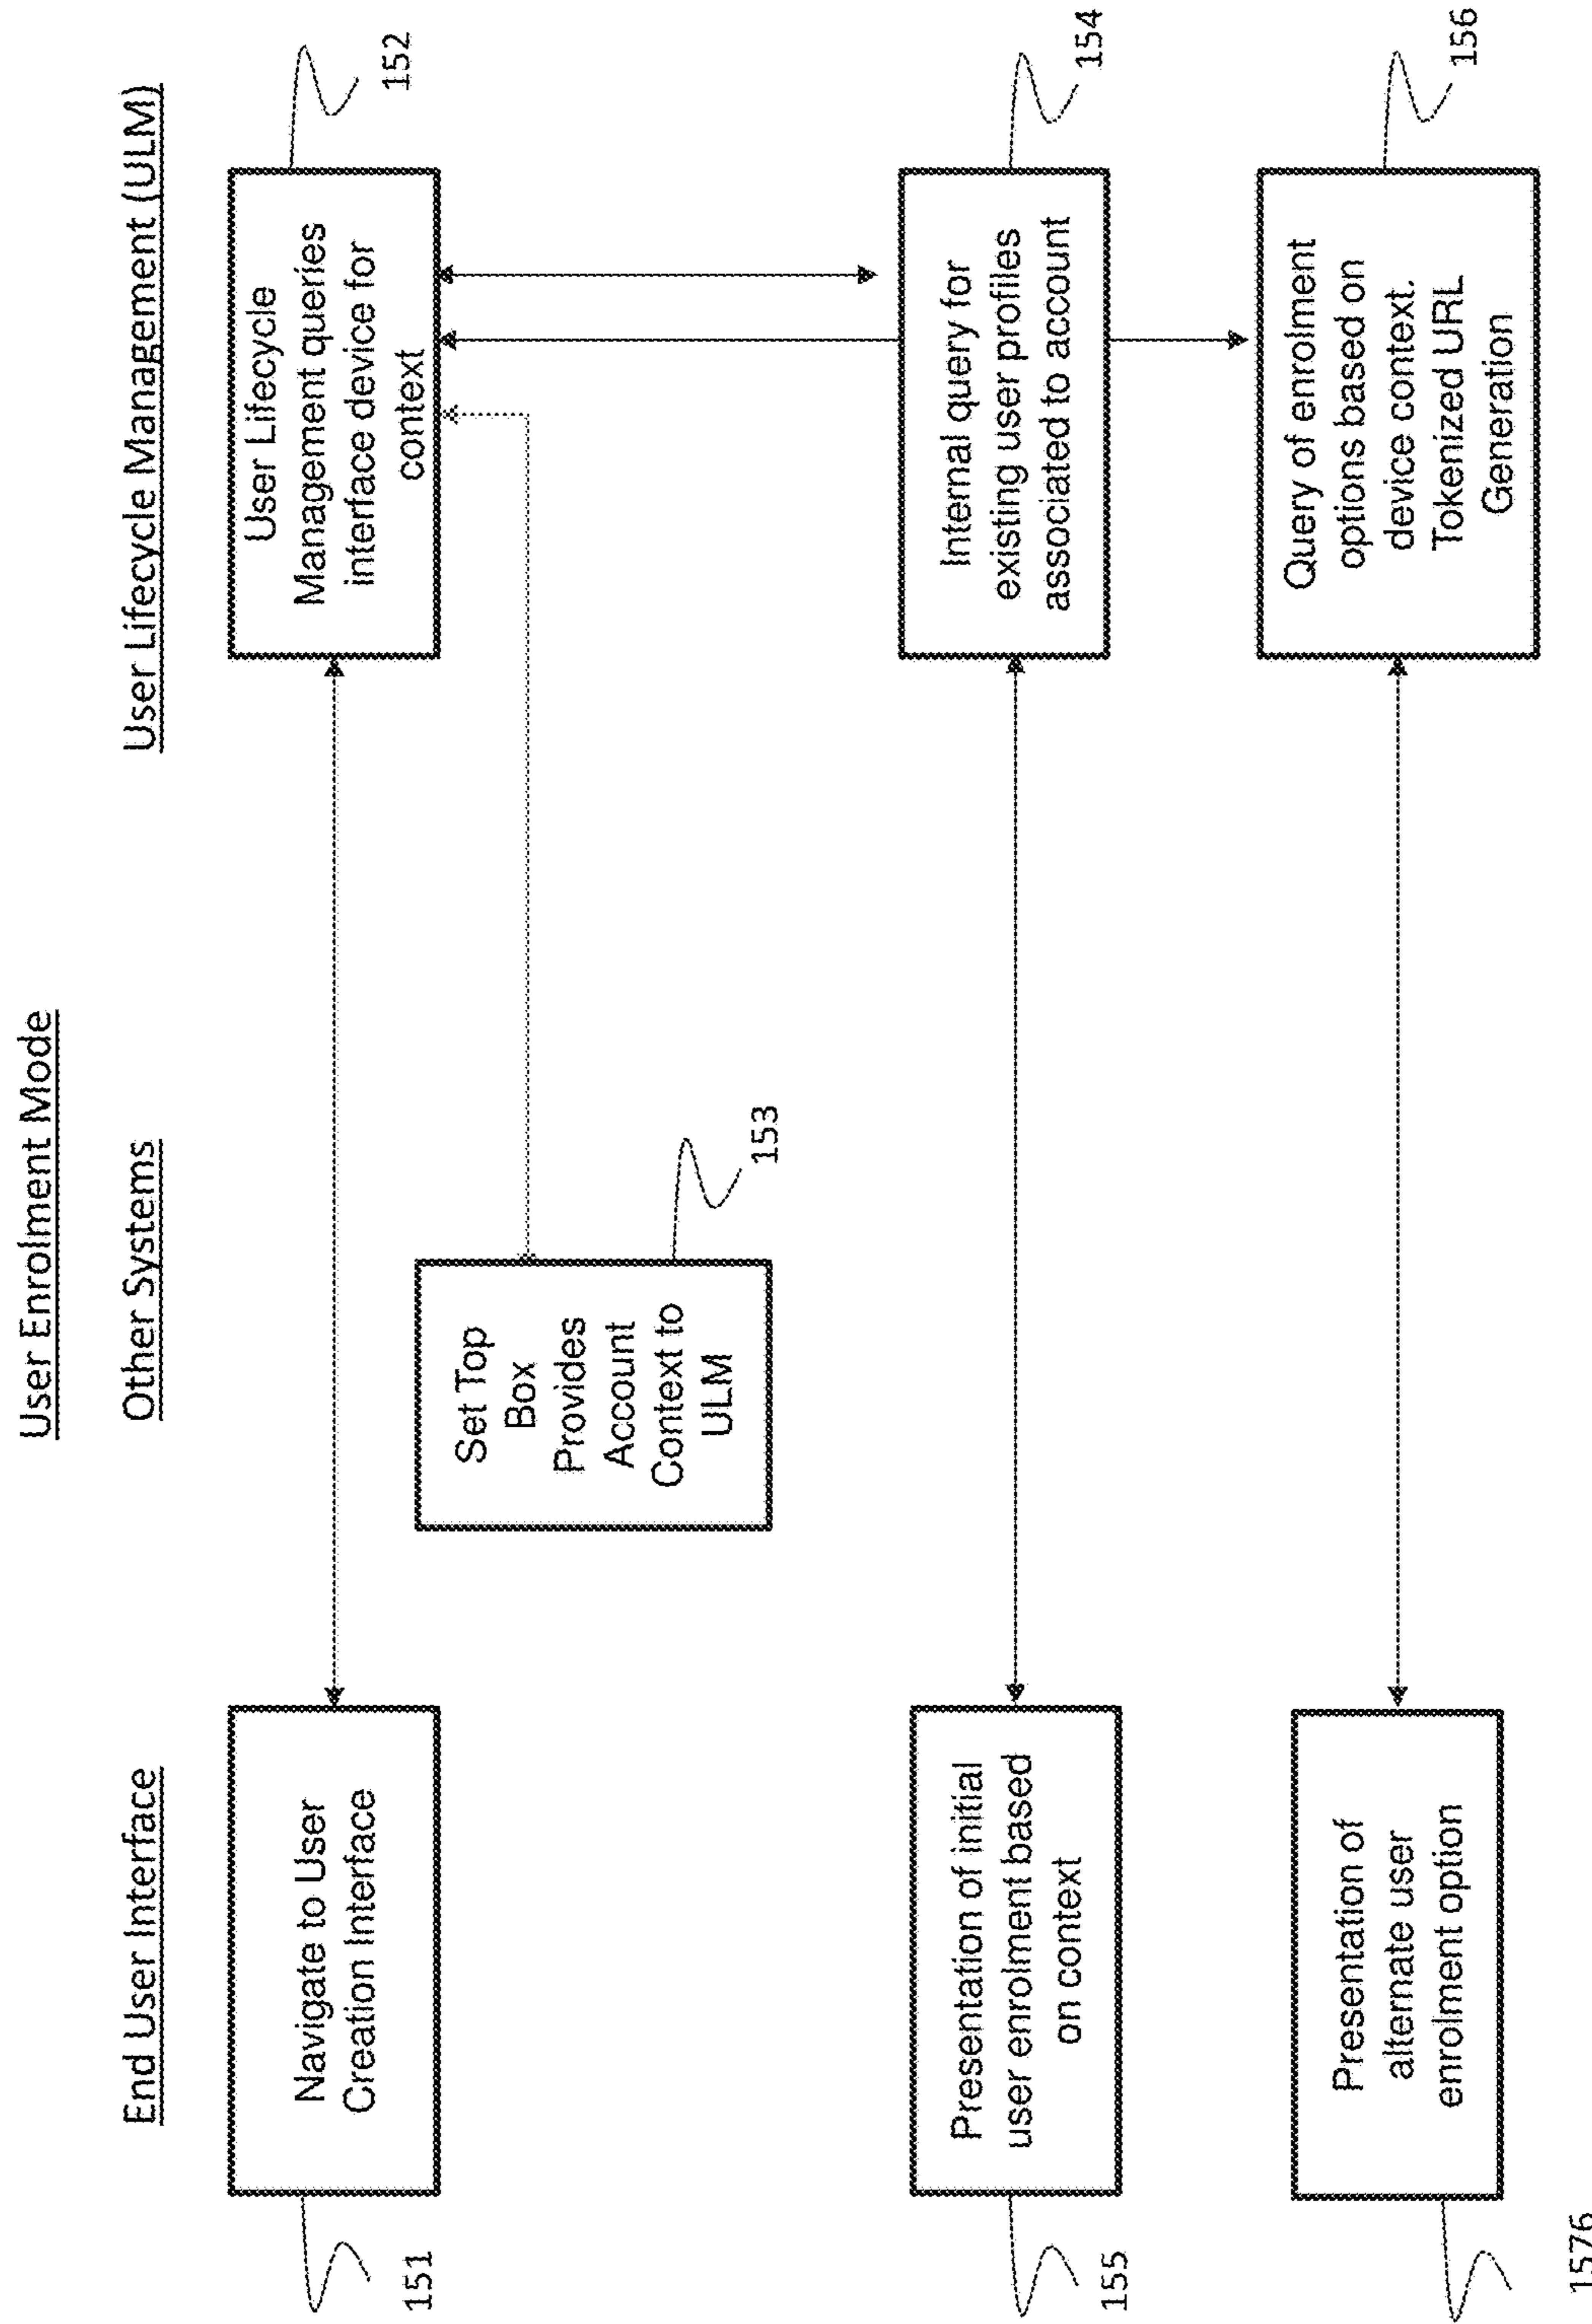 User Enrolment Mode
End User Interface
Other Systems
User Lifecycle Management (ULM)
Navigate to User
Creation Interface
151
User Lifecycle
Management queries
interface device for
context
152
Set Top
Box
Provides
Account
Context to
ULM
153
Presentation of initial
user enrolment based
on context
155
Internal query for
existing user profiles
associated to account
154
Presentation of
alternate user
enrolment option
1576
Query of enrolment
options based on
device context.
Tokenized URL
Generation
156